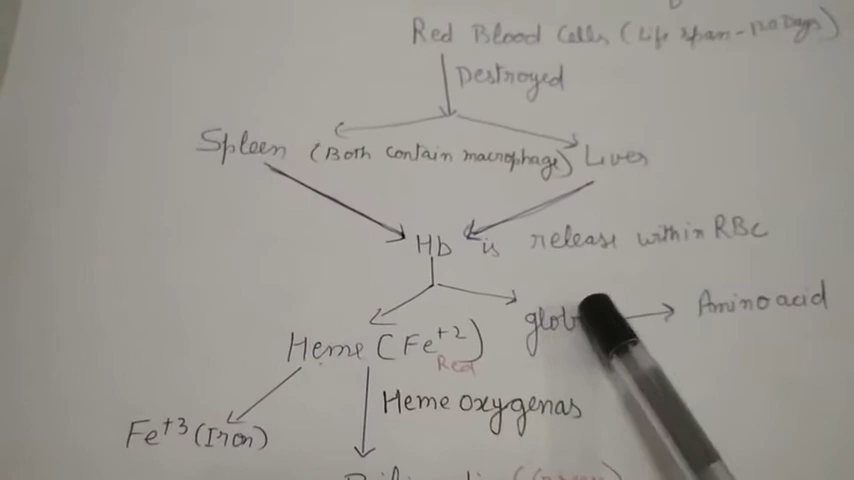 Red Blood Cells (Life span - 120 Days)
Destroyed
Spleen (Both contain macrophage) Liver
Hb is release within RBC
Heme (Fe+2) glob Amino acid
Red
Heme oxygenas
Fe+3 (Iron)